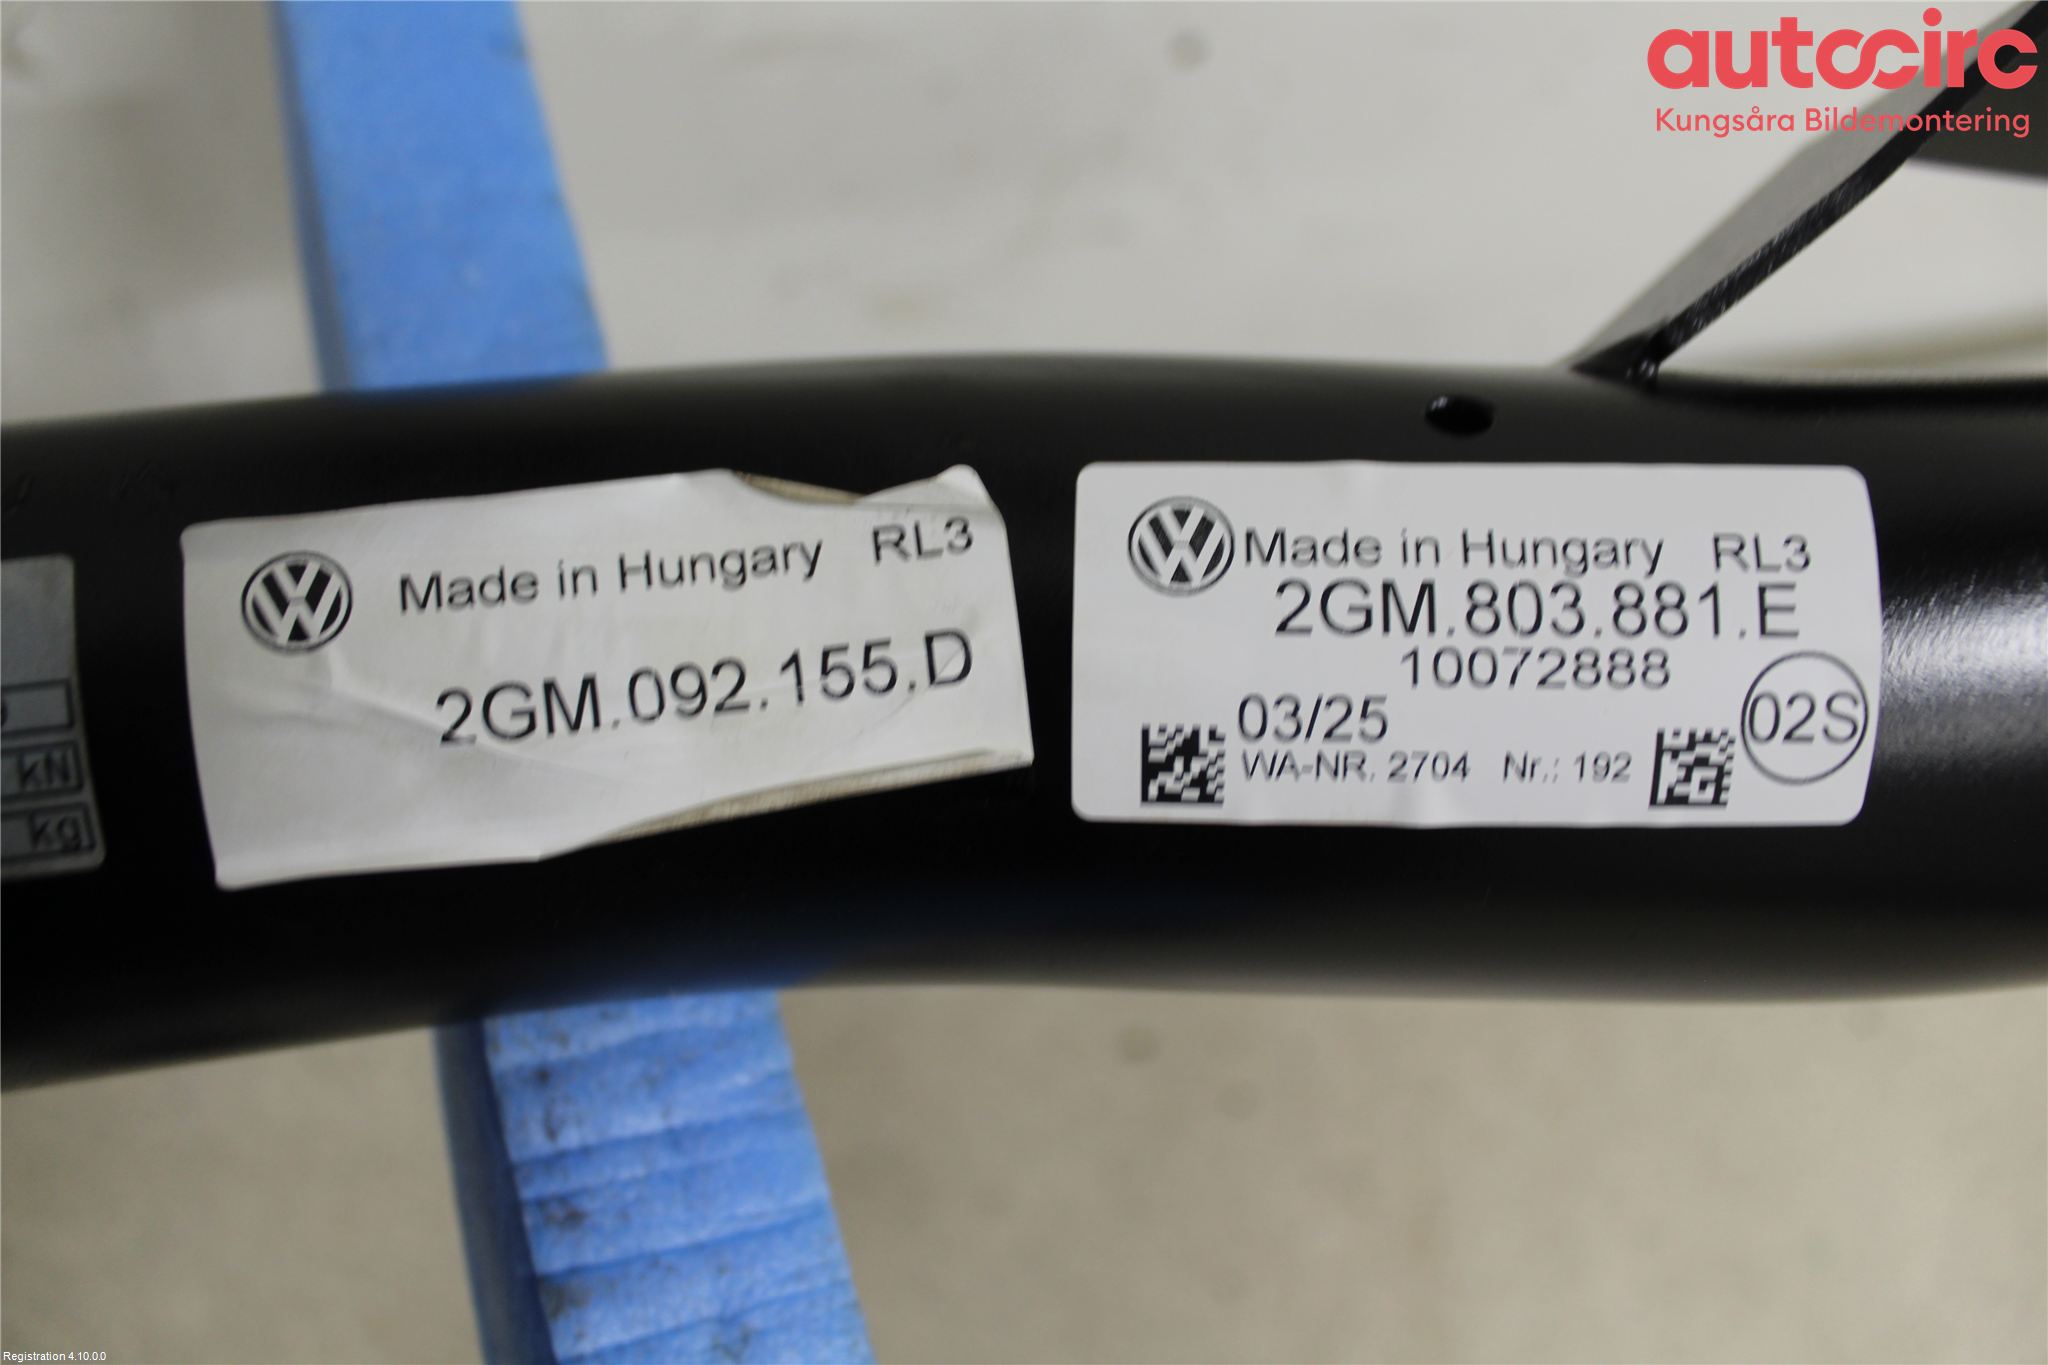 autocirc
Kungsåra Bildemontering
Made in Hungary RL3
2GM.092.155.D
kN
kg
Made in Hungary RL3
2GM.803.881.E
10072888
03/25
02S
WA-NR. 2704 Nr.: 192
Registration 4.10.0.0